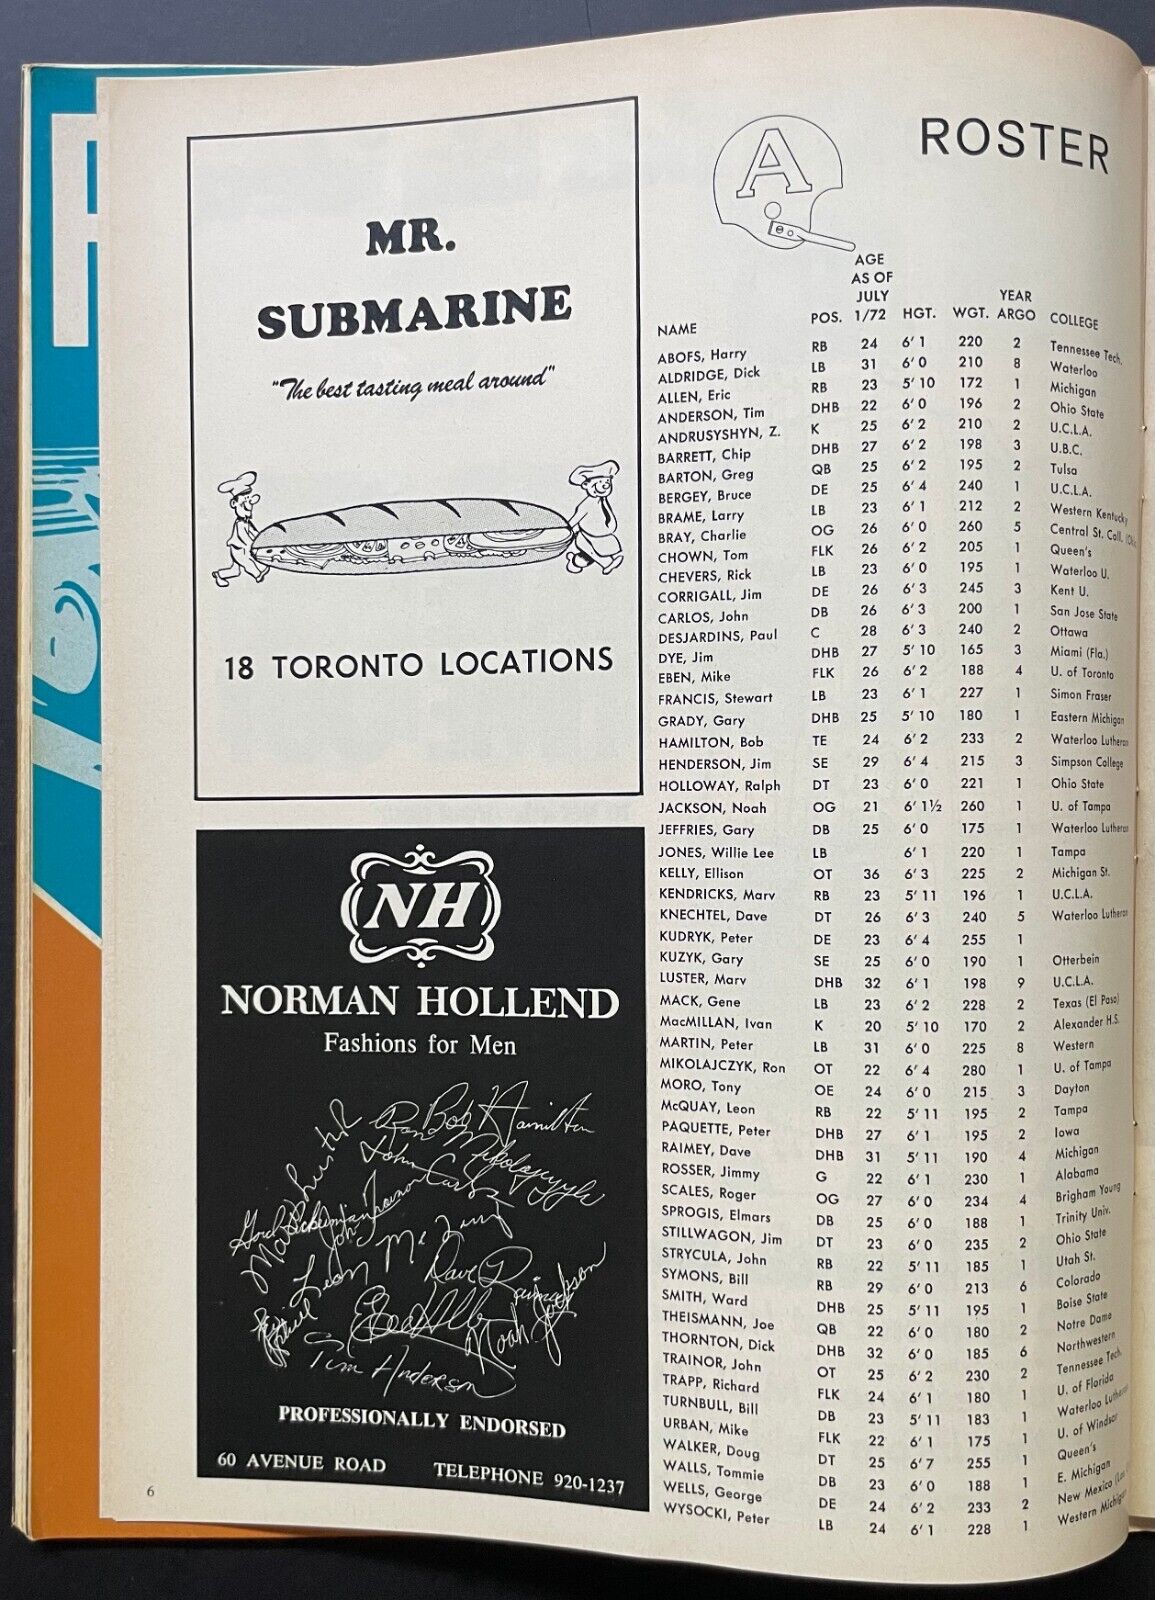 MR.
SUBMARINE
"The best tasting meal around"
18 TORONTO LOCATIONS
NH
NORMAN HOLLEND
Fashions for Men
Bob Hamilton
Ron Mikolajczyk
John Carlos
Leon McQuay
Dave Raimey
Noah Jackson
Tim Anderson
PROFESSIONALLY ENDORSED
60 AVENUE ROAD TELEPHONE 920-1237
6
A
ROSTER
NAME POS. AGE AS OF JULY 1/72 HGT. WGT. YEAR ARGO COLLEGE
ABOFS, Harry RB 24 6' 1 220 2 Tennessee Tech.
ALDRIDGE, Dick LB 31 6' 0 210 8 Waterloo
ALLEN, Eric RB 23 5' 10 172 1 Michigan
ANDERSON, Tim DHB 22 6' 0 196 2 Ohio State
ANDRUSYSHYN, Z. K 25 6' 2 210 2 U.C.L.A.
BARRETT, Chip DHB 27 6' 2 198 3 U.B.C.
BARTON, Greg QB 25 6' 2 195 2 Tulsa
BERGEY, Bruce DE 25 6' 4 240 1 U.C.L.A.
BRAME, Larry LB 23 6' 1 212 2 Western Kentucky
BRAY, Charlie OG 26 6' 0 260 5 Central St. Coll.
CHOWN, Tom FLK 26 6' 2 205 1 Queen's
CHEVERS, Rick LB 23 6' 0 195 1 Waterloo U.
CORRIGALL, Jim DE 26 6' 3 245 3 Kent U.
CARLOS, John DB 26 6' 3 200 1 San Jose State
DESJARDINS, Paul C 28 6' 3 240 2 Ottawa
DYE, Jim DHB 27 5' 10 165 3 Miami (Fla.)
EBEN, Mike FLK 26 6' 2 188 4 U. of Toronto
FRANCIS, Stewart LB 23 6' 1 227 1 Simon Fraser
GRADY, Gary DHB 25 5' 10 180 1 Eastern Michigan
HAMILTON, Bob TE 24 6' 2 233 2 Waterloo Lutheran
HENDERSON, Jim SE 29 6' 4 215 3 Simpson College
HOLLOWAY, Ralph DT 23 6' 0 221 1 Ohio State
JACKSON, Noah OG 21 6' 1½ 260 1 U. of Tampa
JEFFRIES, Gary DB 25 6' 0 175 1 Waterloo Lutheran
JONES, Willie Lee LB 6' 1 220 1 Tampa
KELLY, Ellison OT 36 6' 3 225 2 Michigan St.
KENDRICKS, Marv RB 23 5' 11 196 1 U.C.L.A.
KNECHTEL, Dave DT 26 6' 3 240 5 Waterloo Lutheran
KUDRYK, Peter DE 23 6' 4 255 1
KUZYK, Gary SE 25 6' 0 190 1 Otterbein
LUSTER, Marv DHB 32 6' 1 198 9 U.C.L.A.
MACK, Gene LB 23 6' 2 228 2 Texas (El Paso)
MacMILLAN, Ivan K 20 5' 10 170 2 Alexander H.S.
MARTIN, Peter LB 31 6' 0 225 8 Western
MIKOLAJCZYK, Ron OT 22 6' 4 280 1 U. of Tampa
MORO, Tony OE 24 6' 0 215 3 Dayton
McQUAY, Leon RB 22 5' 11 195 2 Tampa
PAQUETTE, Peter DHB 27 6' 1 195 2 Iowa
RAIMEY, Dave DHB 31 5' 11 190 4 Michigan
ROSSER, Jimmy G 22 6' 1 230 1 Alabama
SCALES, Roger OG 27 6' 0 234 4 Brigham Young
SPROGIS, Elmars DB 25 6' 0 188 1 Trinity Univ.
STILLWAGON, Jim DT 23 6' 0 235 2 Ohio State
STRYCULA, John RB 22 5' 11 185 1 Utah St.
SYMONS, Bill RB 29 6' 0 213 6 Colorado
SMITH, Ward DHB 25 5' 11 195 1 Boise State
THEISMANN, Joe QB 22 6' 0 180 2 Notre Dame
THORNTON, Dick DHB 32 6' 0 185 6 Northwestern
TRAINOR, John OT 25 6' 2 230 2 Tennessee Tech.
TRAPP, Richard FLK 24 6' 1 180 1 U. of Florida
TURNBULL, Bill DB 23 5' 11 183 1 Waterloo Lutheran
URBAN, Mike FLK 22 6' 1 175 1 U. of Windsor
WALKER, Doug DT 25 6' 7 255 1 Queen's
WALLS, Tommie DB 23 6' 0 188 1 E. Michigan
WELLS, George DE 24 6' 2 233 2 New Mexico
WYSOCKI, Peter LB 24 6' 1 228 1 Western Michigan